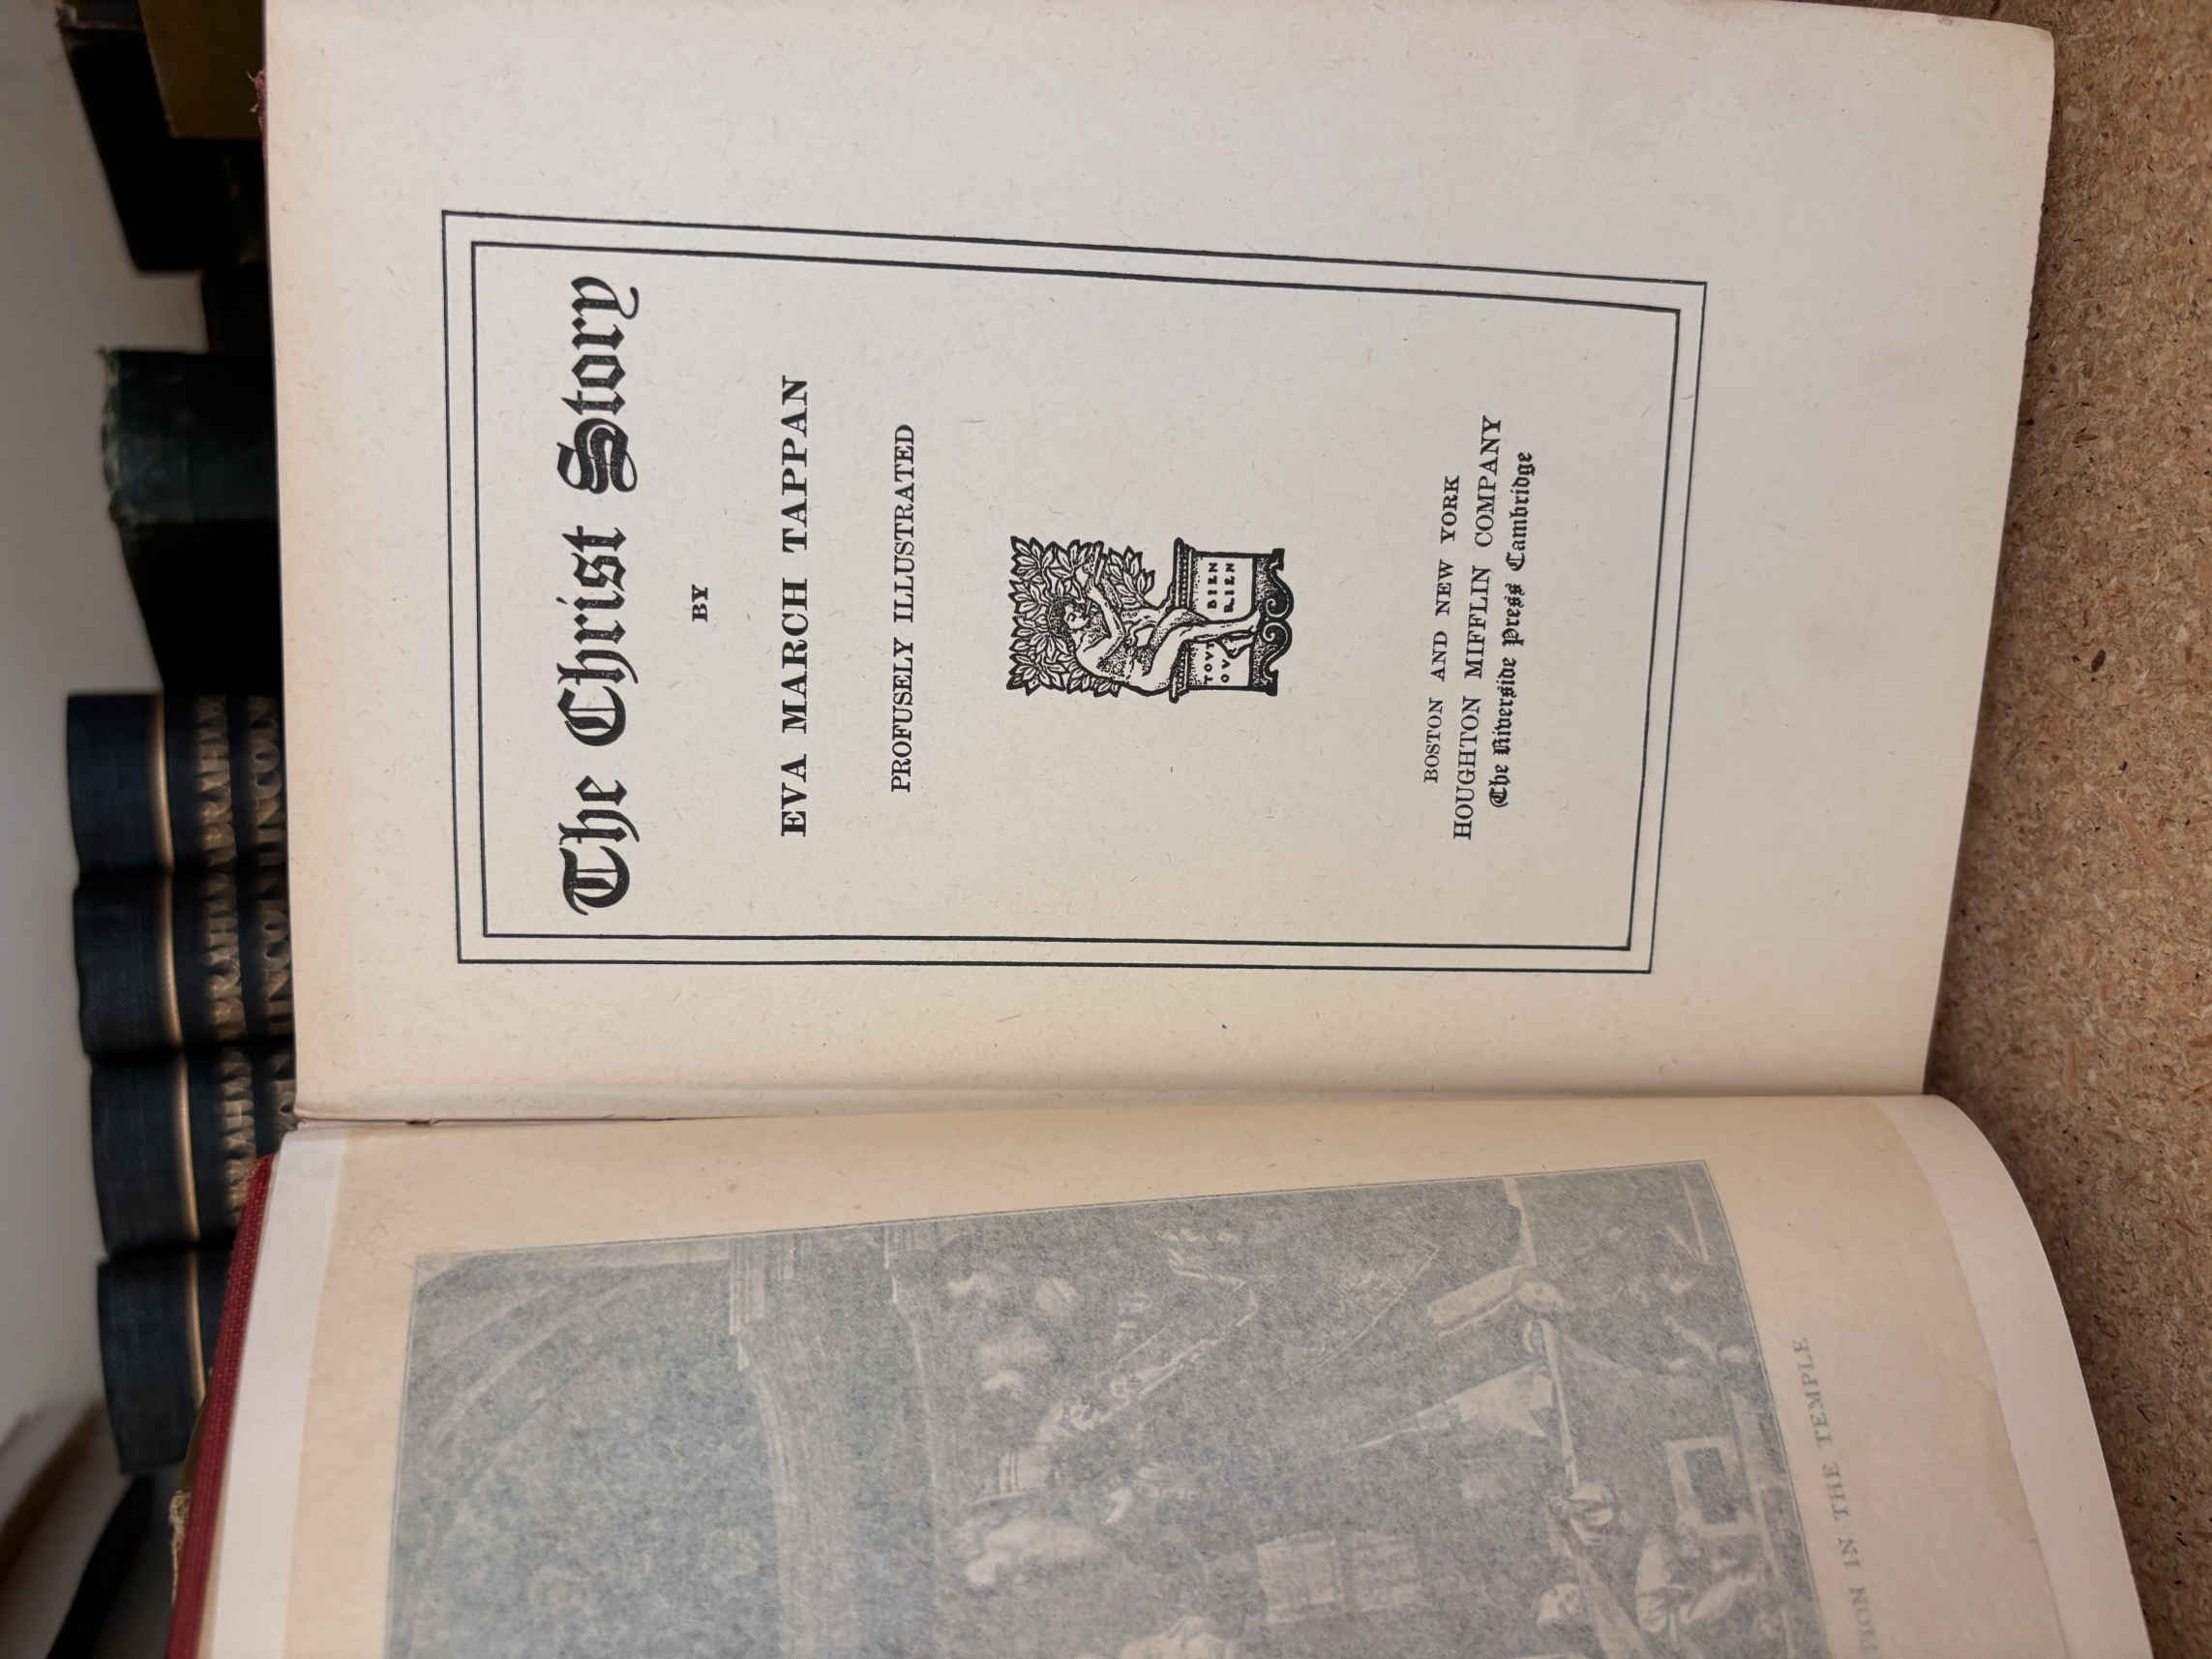 The Christ Story
BY
EVA MARCH TAPPAN
PROFUSELY ILLUSTRATED
TOVT BIEN
OV RIEN
BOSTON AND NEW YORK
HOUGHTON MIFFLIN COMPANY
The Riverside Press Cambridge
IN THE TEMPLE
ABRAHAM
LINCOLN
ABRAHAM
LINCOLN